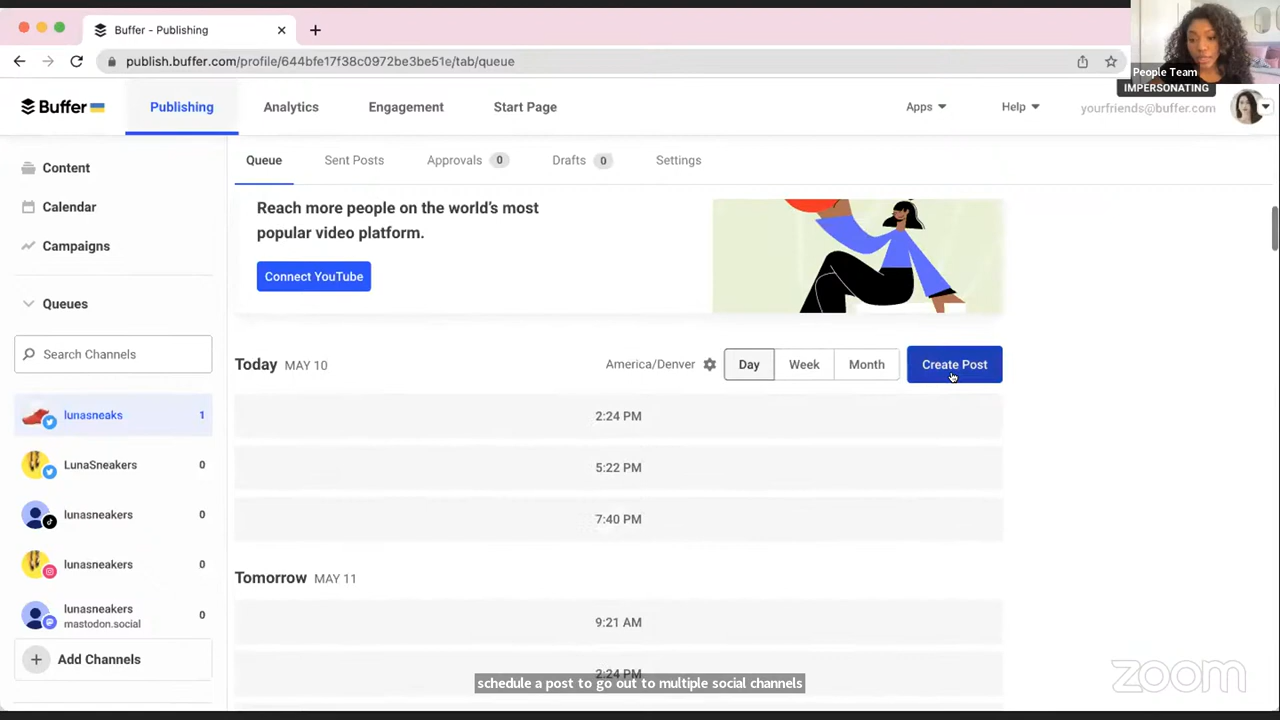 Buffer - Publishing
publish.buffer.com/profile/644bfe17f38c0972be3be51e/tab/queue
People Team
IMPERSONATING
Buffer
Publishing
Analytics
Engagement
Start Page
Apps
Help
yourfriends@buffer.com
Content
Calendar
Campaigns
Queues
Search Channels
lunasneaks 1
LunaSneakers 0
lunasneakers 0
lunasneakers 0
lunasneakers 0
mastodon.social
Add Channels
Queue
Sent Posts
Approvals 0
Drafts 0
Settings
Reach more people on the world's most
popular video platform.
Connect YouTube
Today MAY 10
America/Denver
Day
Week
Month
Create Post
2:24 PM
5:22 PM
7:40 PM
Tomorrow MAY 11
9:21 AM
2:24 PM
schedule a post to go out to multiple social channels
zoom